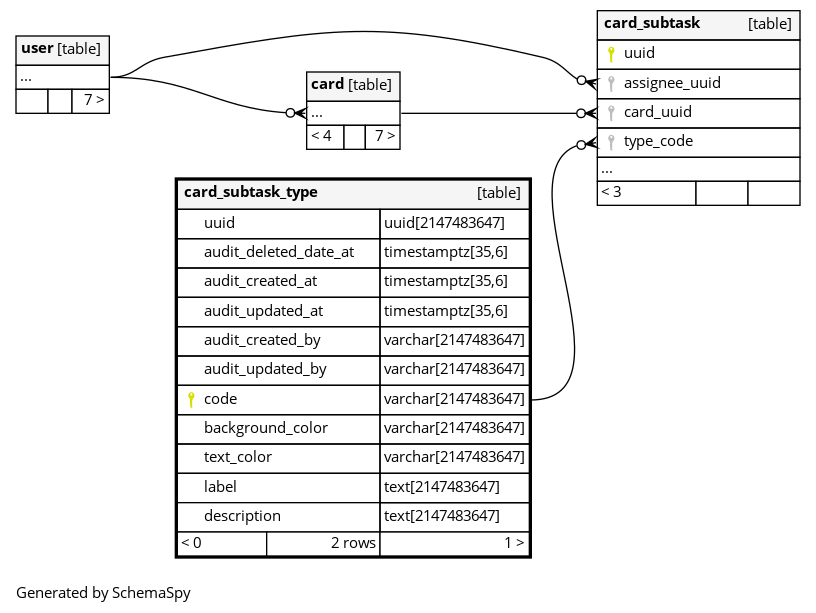 user [table]
...
7 >
card [table]
...
< 4 7 >
card_subtask [table]
uuid
assignee_uuid
card_uuid
type_code
...
< 3
card_subtask_type [table]
uuid uuid[2147483647]
audit_deleted_date_at timestamptz[35,6]
audit_created_at timestamptz[35,6]
audit_updated_at timestamptz[35,6]
audit_created_by varchar[2147483647]
audit_updated_by varchar[2147483647]
code varchar[2147483647]
background_color varchar[2147483647]
text_color varchar[2147483647]
label text[2147483647]
description text[2147483647]
< 0 2 rows 1 >
Generated by SchemaSpy